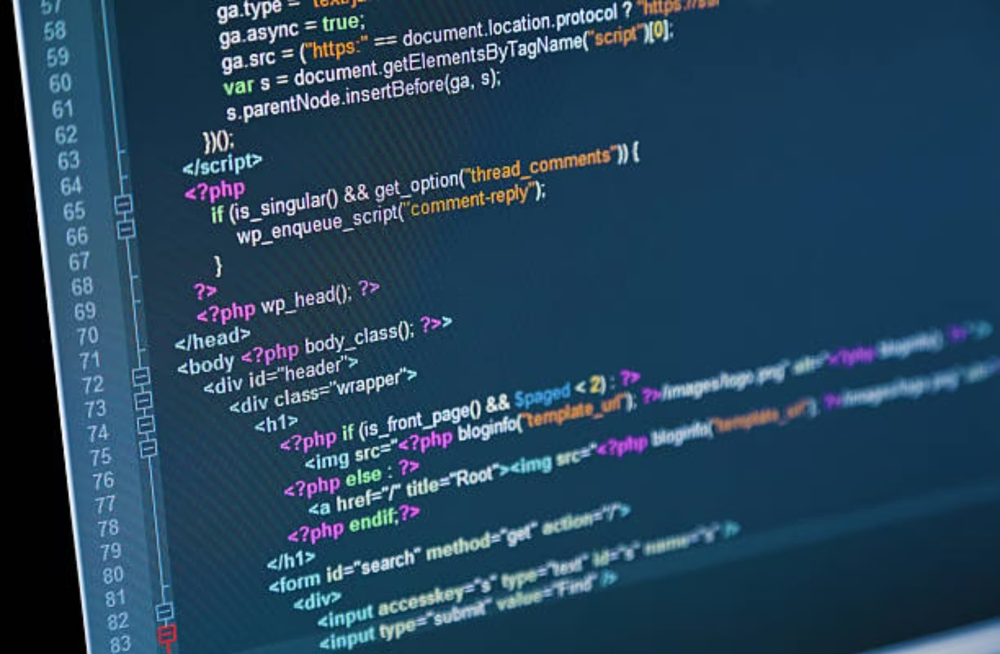 57
58
59
60
61
62
63
64
65
66
67
68
69
70
71
72
73
74
75
76
77
78
79
80
81
82
83
ga.type =
ga.async = true;
ga.src = ("https:" == document.location.protocol ? "https://ssl
var s = document.getElementsByTagName("script")[0];
s.parentNode.insertBefore(ga, s);
})();
</script>
<?php
if (is_singular() && get_option("thread_comments")) {
wp_enqueue_script("comment-reply");
}
?>
<?php wp_head(); ?>
</head>
<body <?php body_class(); ?>>
<div id="header">
<div class="wrapper">
<h1>
<?php if (is_front_page() && $paged < 2) : ?>
<img src="<?php bloginfo("template_url"); ?>/images/logo.png" alt="<?php bloginfo(); ?>" />
<?php else : ?>
<a href="/" title="Root"><img src="<?php bloginfo("template_url"); ?>/images/logo.png" alt="
<?php endif;?>
</h1>
<form id="search" method="get" action="/">
<div>
<input accesskey="s" type="text" id="s" name="s" />
<input type="submit" value="Find" />